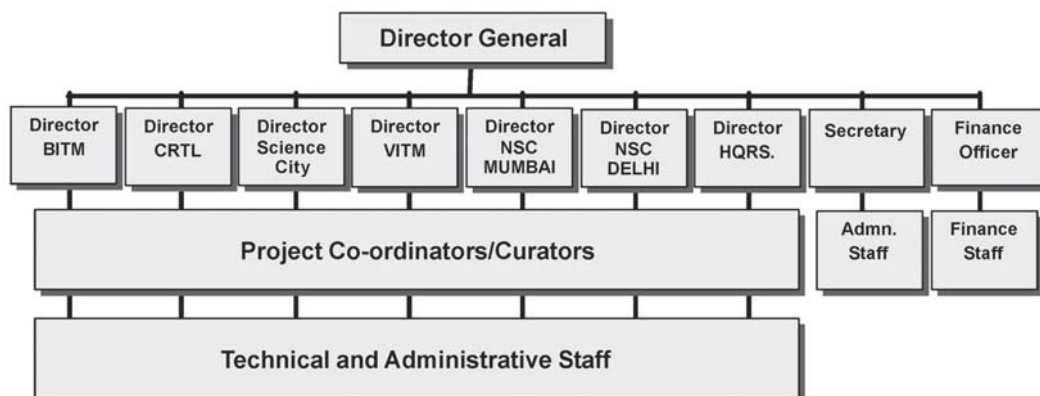 Director General
Director
BITM
Director
CRTL
Director
Science
City
Director
VITM
Director
NSC
MUMBAI
Director
NSC
DELHI
Director
HQRS.
Secretary
Finance
Officer
Project Co-ordinators/Curators
Admn.
Staff
Finance
Staff
Technical and Administrative Staff